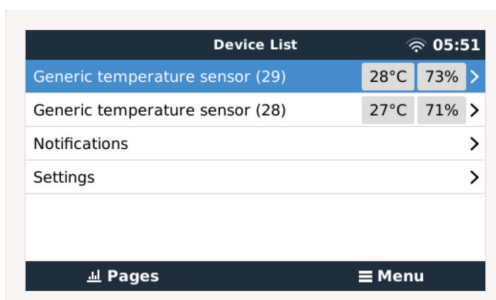 Device List 05:51
Generic temperature sensor (29) 28°C 73%
Generic temperature sensor (28) 27°C 71%
Notifications
Settings
Pages Menu